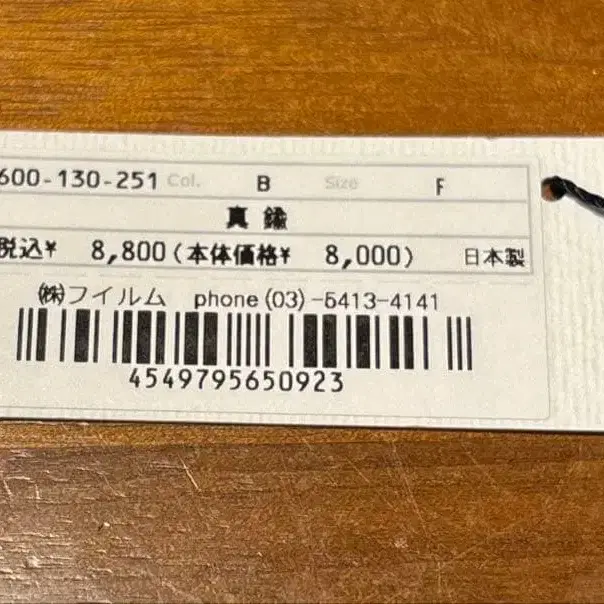 600-130-251 Col. B Size F
真鍮
税込¥ 8,800(本体価格¥ 8,000) 日本製
㈱フイルム phone(03)-5413-4141
4549795650923